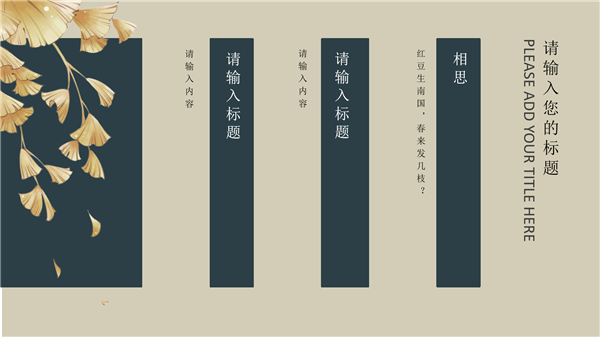 请输入您的标题
PLEASE ADD YOUR TITLE HERE
相思
红豆生南国，春来发几枝？
请输入标题
请输入内容
请输入标题
请输入内容